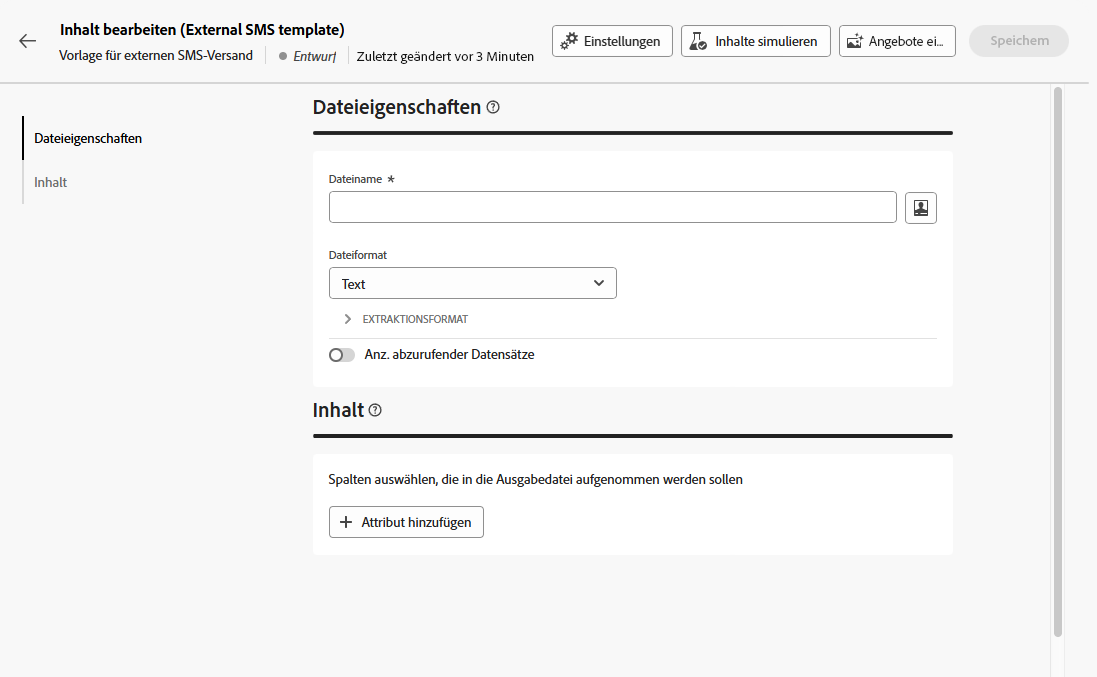 Inhalt bearbeiten (External SMS template)
Vorlage für externen SMS-Versand
Entwurf
Zuletzt geändert vor 3 Minuten
Einstellungen
Inhalte simulieren
Angebote ei...
Speichern
Dateieigenschaften
Inhalt
Dateieigenschaften
Dateiname *
Dateiformat
Text
EXTRAKTIONSFORMAT
Anz. abzurufender Datensätze
Inhalt
Spalten auswählen, die in die Ausgabedatei aufgenommen werden sollen
Attribut hinzufügen